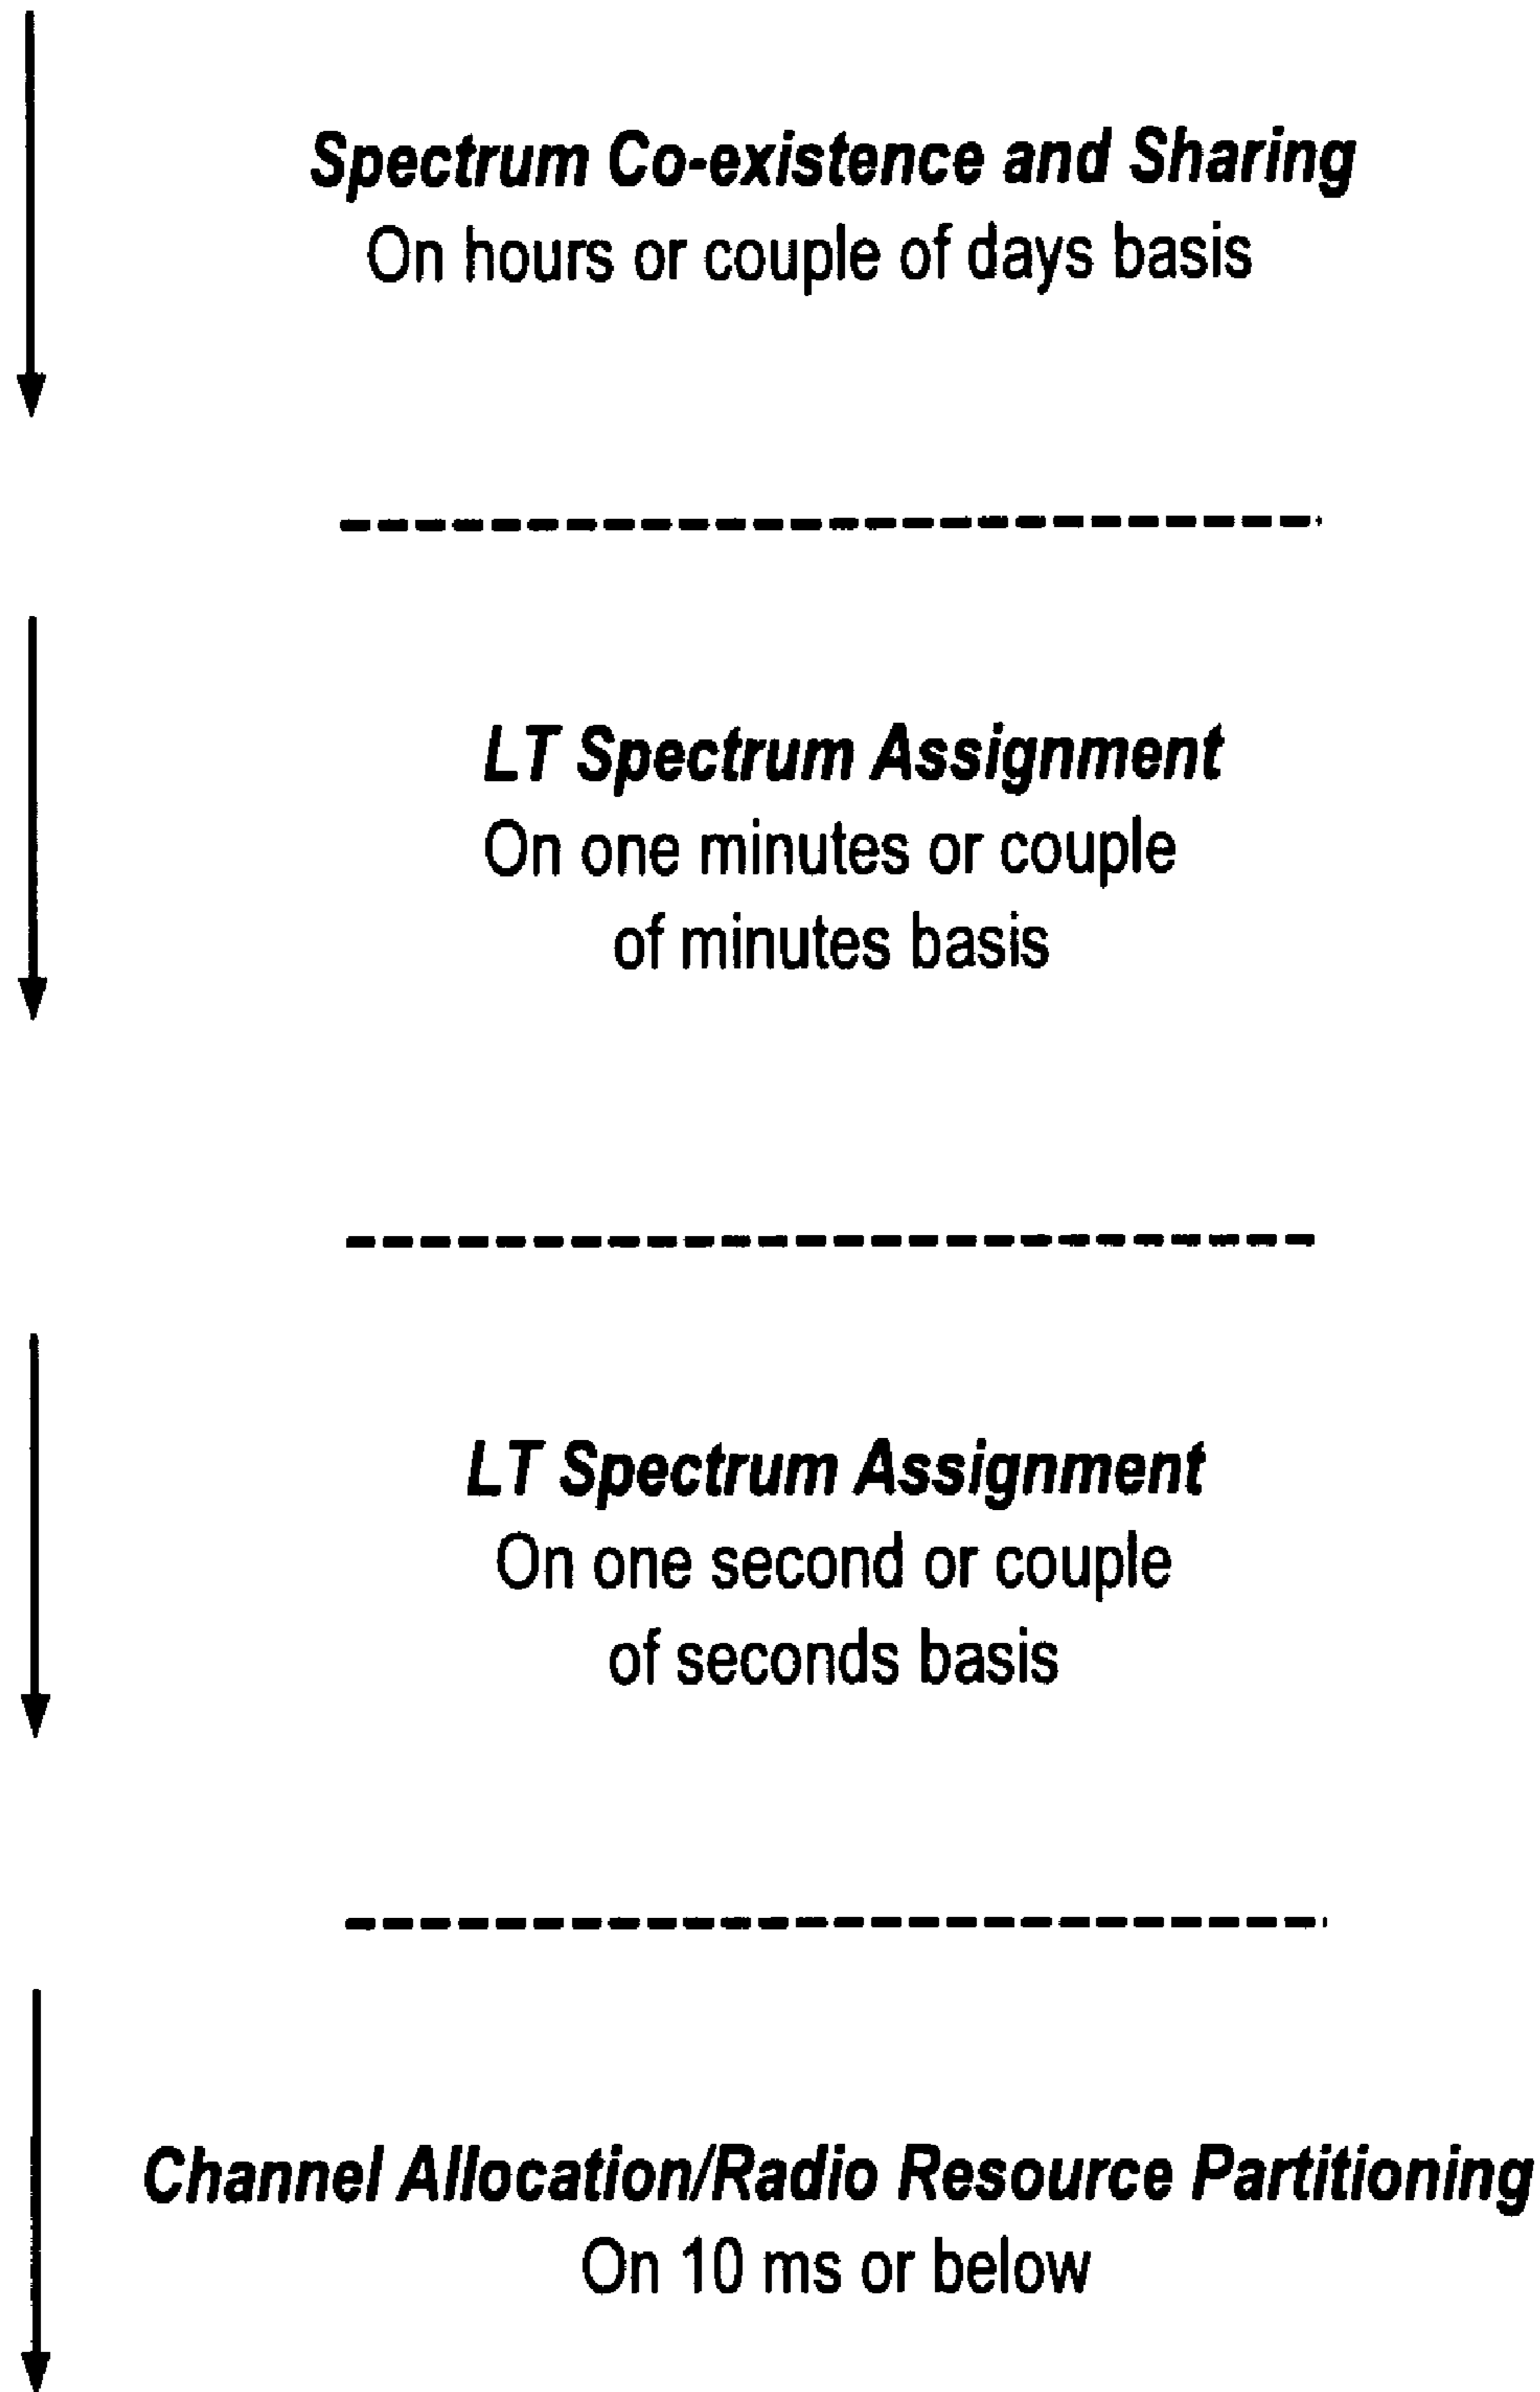 Spectrum Co-existence and Sharing
On hours or couple of days basis
LT Spectrum Assignment
On one minutes or couple
of minutes basis
LT Spectrum Assignment
On one second or couple
of seconds basis
Channel Allocation/Radio Resource Partitioning
On 10 ms or below